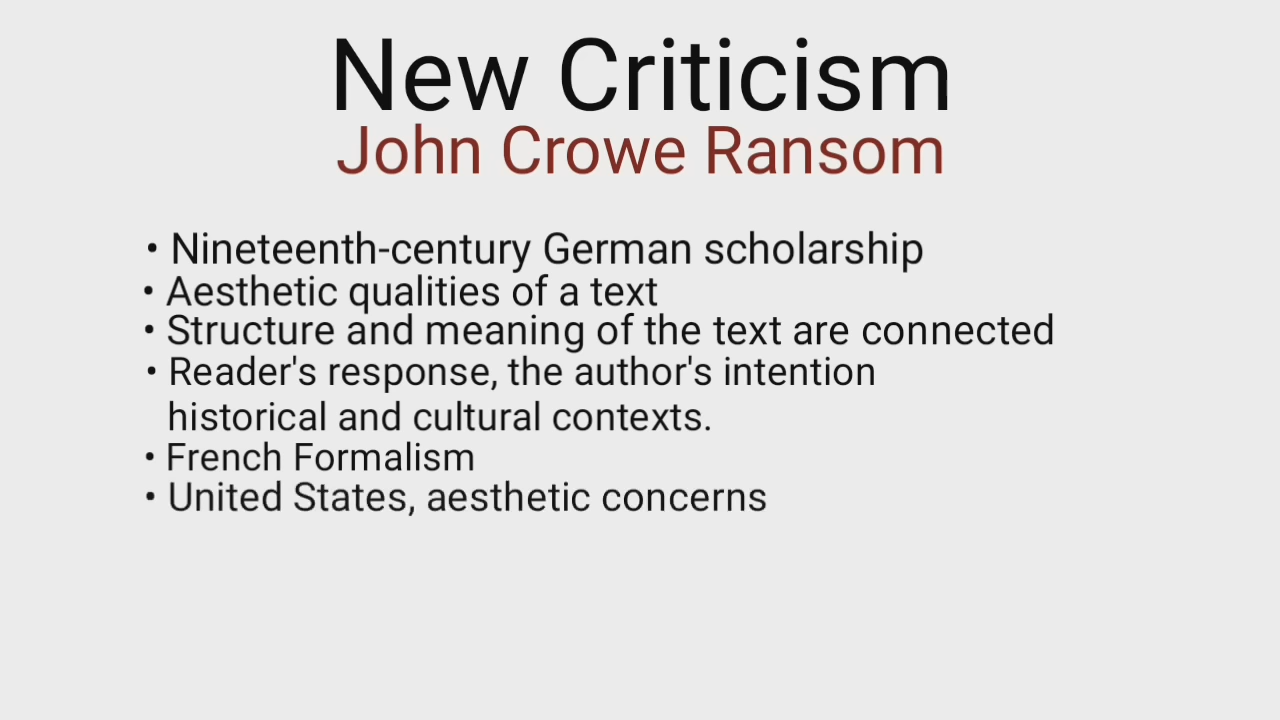 New Criticism
John Crowe Ransom
• Nineteenth-century German scholarship
• Aesthetic qualities of a text
• Structure and meaning of the text are connected
• Reader's response, the author's intention
historical and cultural contexts.
• French Formalism
• United States, aesthetic concerns